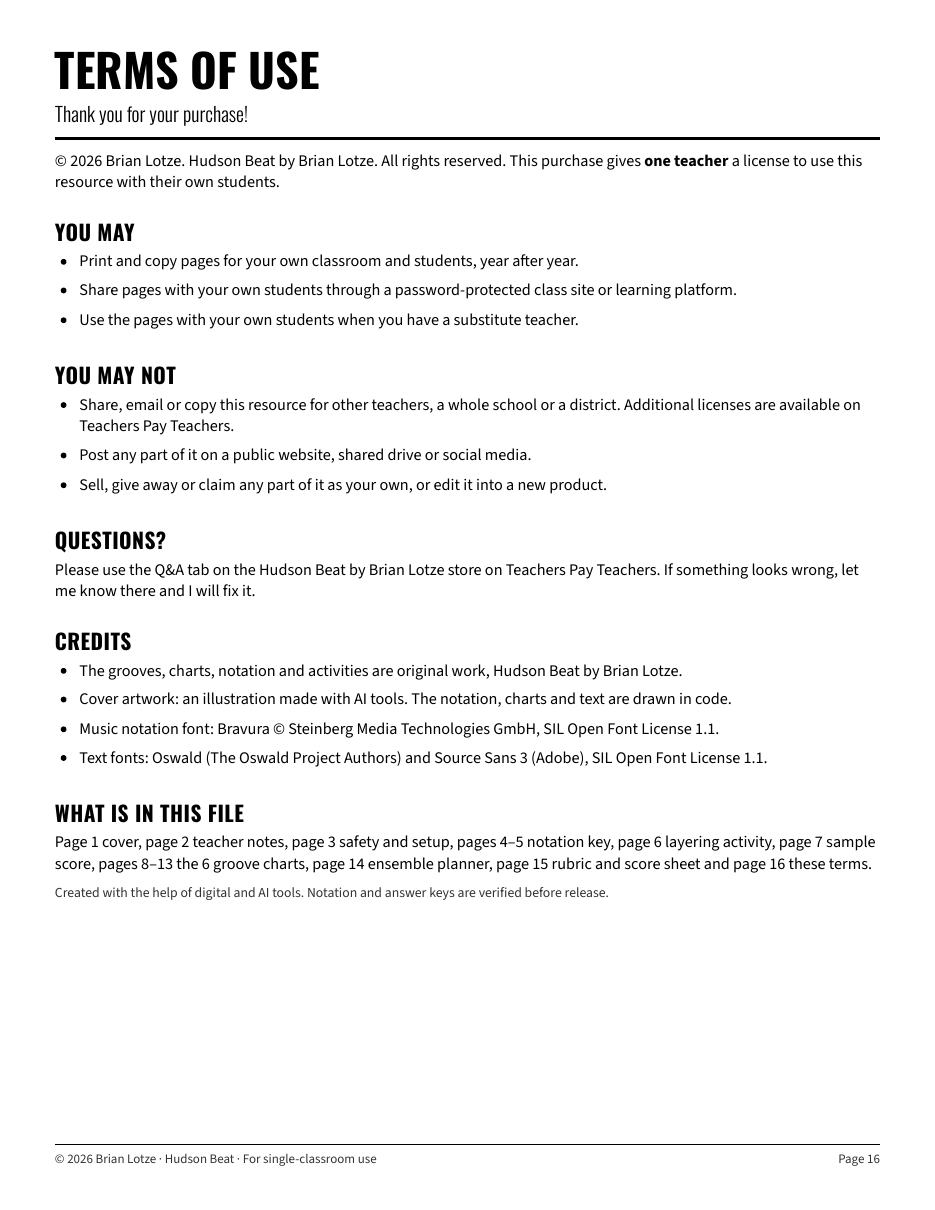 TERMS OF USE
Thank you for your purchase!
© 2026 Brian Lotze. Hudson Beat by Brian Lotze. All rights reserved. This purchase gives one teacher a license to use this
resource with their own students.
YOU MAY
• Print and copy pages for your own classroom and students, year after year.
• Share pages with your own students through a password-protected class site or learning platform.
• Use the pages with your own students when you have a substitute teacher.
YOU MAY NOT
• Share, email or copy this resource for other teachers, a whole school or a district. Additional licenses are available on
Teachers Pay Teachers.
• Post any part of it on a public website, shared drive or social media.
• Sell, give away or claim any part of it as your own, or edit it into a new product.
QUESTIONS?
Please use the Q&A tab on the Hudson Beat by Brian Lotze store on Teachers Pay Teachers. If something looks wrong, let
me know there and I will fix it.
CREDITS
• The grooves, charts, notation and activities are original work, Hudson Beat by Brian Lotze.
• Cover artwork: an illustration made with AI tools. The notation, charts and text are drawn in code.
• Music notation font: Bravura © Steinberg Media Technologies GmbH, SIL Open Font License 1.1.
• Text fonts: Oswald (The Oswald Project Authors) and Source Sans 3 (Adobe), SIL Open Font License 1.1.
WHAT IS IN THIS FILE
Page 1 cover, page 2 teacher notes, page 3 safety and setup, pages 4–5 notation key, page 6 layering activity, page 7 sample
score, pages 8–13 the 6 groove charts, page 14 ensemble planner, page 15 rubric and score sheet and page 16 these terms.
Created with the help of digital and AI tools. Notation and answer keys are verified before release.
© 2026 Brian Lotze · Hudson Beat · For single-classroom use
Page 16